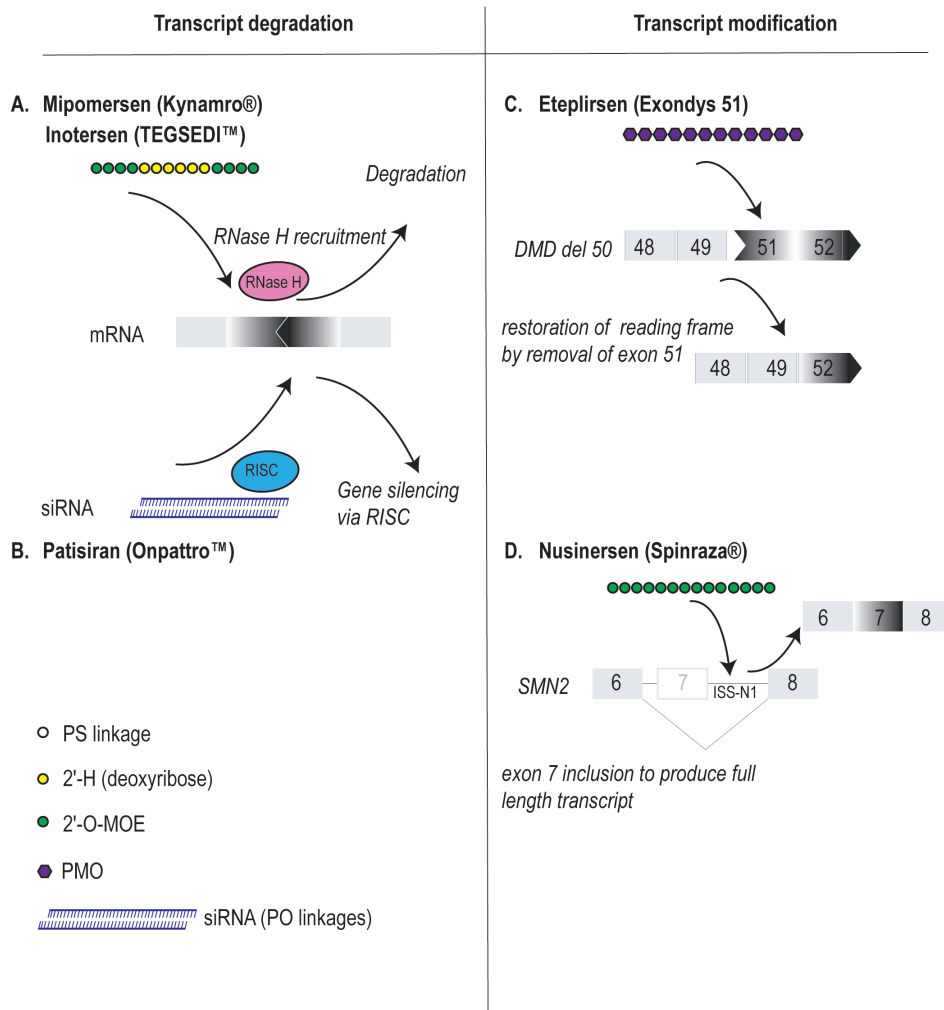 Transcript degradation
Transcript modification
A. Mipomersen (Kynamro®)
Inotersen (TEGSEDI™)
Degradation
RNase H recruitment
RNase H
mRNA
RISC
siRNA
Gene silencing
via RISC
B. Patisiran (Onpattro™)
PS linkage
2'-H (deoxyribose)
2'-O-MOE
PMO
siRNA (PO linkages)
C. Eteplirsen (Exondys 51)
DMD del 50
48 49 51 52
restoration of reading frame
by removal of exon 51
48 49 52
D. Nusinersen (Spinraza®)
6 7 8
SMN2
6 7 ISS-N1 8
exon 7 inclusion to produce full
length transcript